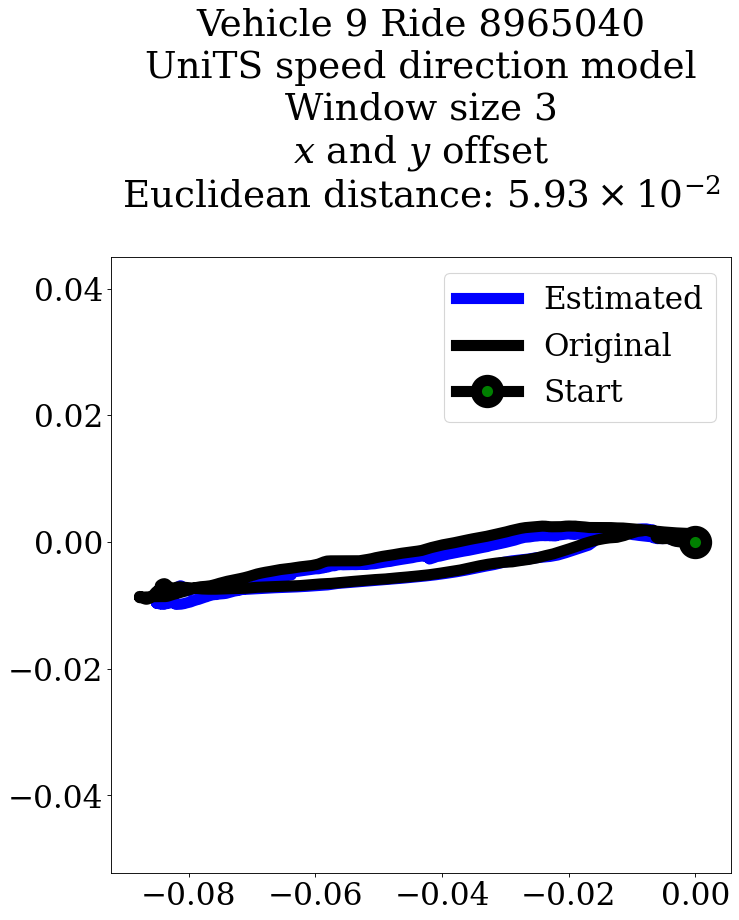 Vehicle 9 Ride 8965040
UniTS speed direction model
Window size 3
x and y offset
Euclidean distance: 5.93 × 10⁻²
Estimated
Original
Start
0.04
0.02
0.00
−0.02
−0.04
−0.08 −0.06 −0.04 −0.02 0.00